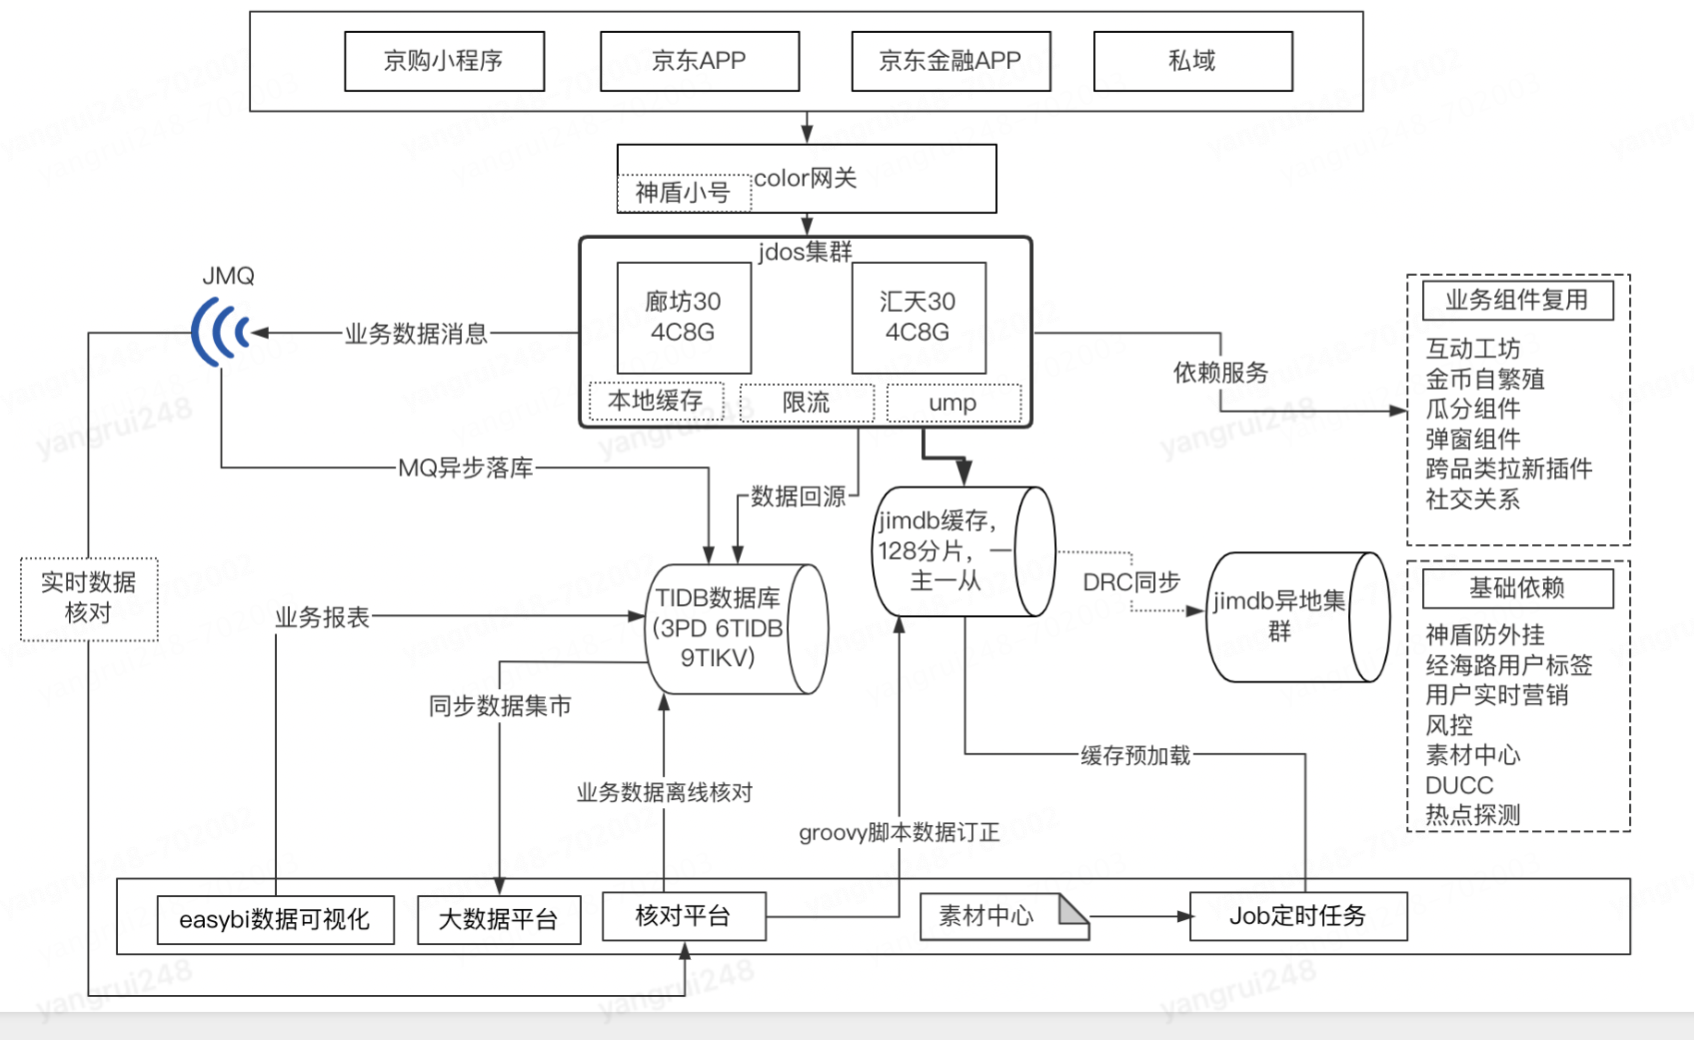 京购小程序
京东APP
京东金融APP
私域
color网关
神盾小号
jdos集群
廊坊30
4C8G
汇天30
4C8G
本地缓存
限流
ump
JMQ
业务数据消息
依赖服务
业务组件复用
互动工坊
金币自繁殖
瓜分组件
弹窗组件
跨品类拉新插件
社交关系
MQ异步落库
数据回源
jimdb缓存，
128分片，一
主一从
DRC同步
jimdb异地集
群
实时数据
核对
业务报表
TIDB数据库
(3PD 6TIDB
9TIKV)
基础依赖
神盾防外挂
经海路用户标签
用户实时营销
风控
素材中心
DUCC
热点探测
同步数据集市
缓存预加载
业务数据离线核对
groovy脚本数据订正
easybi数据可视化
大数据平台
核对平台
素材中心
Job定时任务
yangrui248
yangrui248
yangrui248
yangrui248
yangrui248
yangrui248